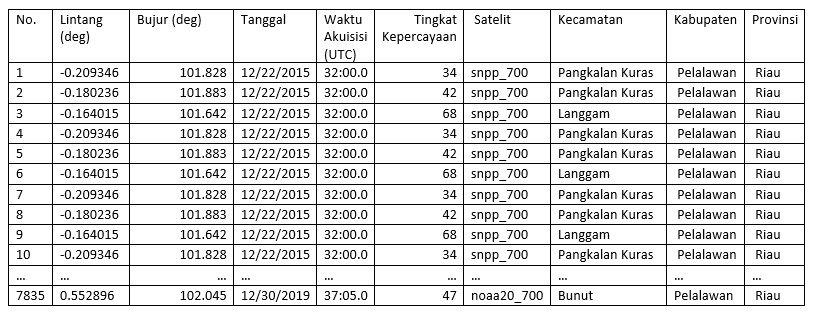 No. Lintang (deg) Bujur (deg) Tanggal Waktu Akuisisi (UTC) Tingkat Kepercayaan Satelit Kecamatan Kabupaten Provinsi
1 -0.209346 101.828 12/22/2015 32:00.0 34 snpp_700 Pangkalan Kuras Pelalawan Riau
2 -0.180236 101.883 12/22/2015 32:00.0 42 snpp_700 Pangkalan Kuras Pelalawan Riau
3 -0.164015 101.642 12/22/2015 32:00.0 68 snpp_700 Langgam Pelalawan Riau
4 -0.209346 101.828 12/22/2015 32:00.0 34 snpp_700 Pangkalan Kuras Pelalawan Riau
5 -0.180236 101.883 12/22/2015 32:00.0 42 snpp_700 Pangkalan Kuras Pelalawan Riau
6 -0.164015 101.642 12/22/2015 32:00.0 68 snpp_700 Langgam Pelalawan Riau
7 -0.209346 101.828 12/22/2015 32:00.0 34 snpp_700 Pangkalan Kuras Pelalawan Riau
8 -0.180236 101.883 12/22/2015 32:00.0 42 snpp_700 Pangkalan Kuras Pelalawan Riau
9 -0.164015 101.642 12/22/2015 32:00.0 68 snpp_700 Langgam Pelalawan Riau
10 -0.209346 101.828 12/22/2015 32:00.0 34 snpp_700 Pangkalan Kuras Pelalawan Riau
... ... ... ... ... ... ... ... ... ...
7835 0.552896 102.045 12/30/2019 37:05.0 47 noaa20_700 Bunut Pelalawan Riau